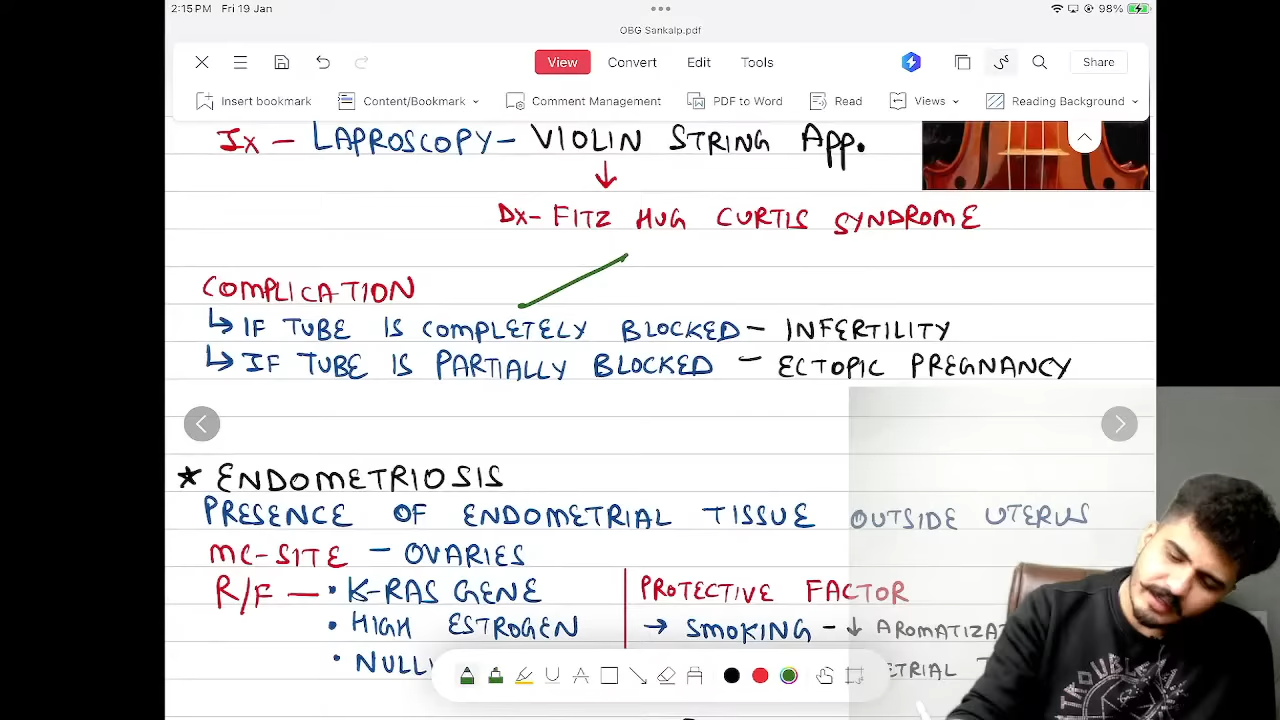 2:15 PM Fri 19 Jan
98%
OBG Sankalp.pdf
View Convert Edit Tools Share
Insert bookmark Content/Bookmark Comment Management PDF to Word Read Views Reading Background
Ix – LAPROSCOPY – VIOLIN STRING App.
↓
Dx- FITZ HUG CURTIS SYNDROME
COMPLICATION
↳ IF TUBE IS COMPLETELY BLOCKED – INFERTILITY
↳ IF TUBE IS PARTIALLY BLOCKED – ECTOPIC PREGNANCY
★ ENDOMETRIOSIS
PRESENCE OF ENDOMETRIAL TISSUE OUTSIDE UTERUS
MC-SITE – OVARIES
R/F — • K-RAS GENE
• HIGH ESTROGEN
PROTECTIVE FACTOR
→ SMOKING – ↓
TROUBLE